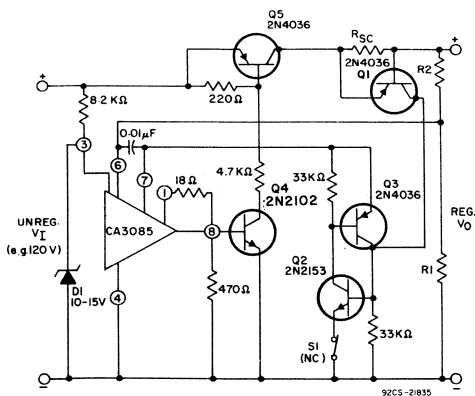 Q5
2N4036
RSC
2N4036
Q1
R2
+
+
8.2 KΩ
220Ω
0.01µF
3
6
7
1
18Ω
4.7KΩ
Q4
2N2102
33KΩ
Q3
2N4036
UNREG.
VI
(e.g.120 V)
CA3085
8
REG.
VO
D1
10-15V
4
470Ω
Q2
2N2153
S1
(NC)
33KΩ
R1
–
–
92CS-21835